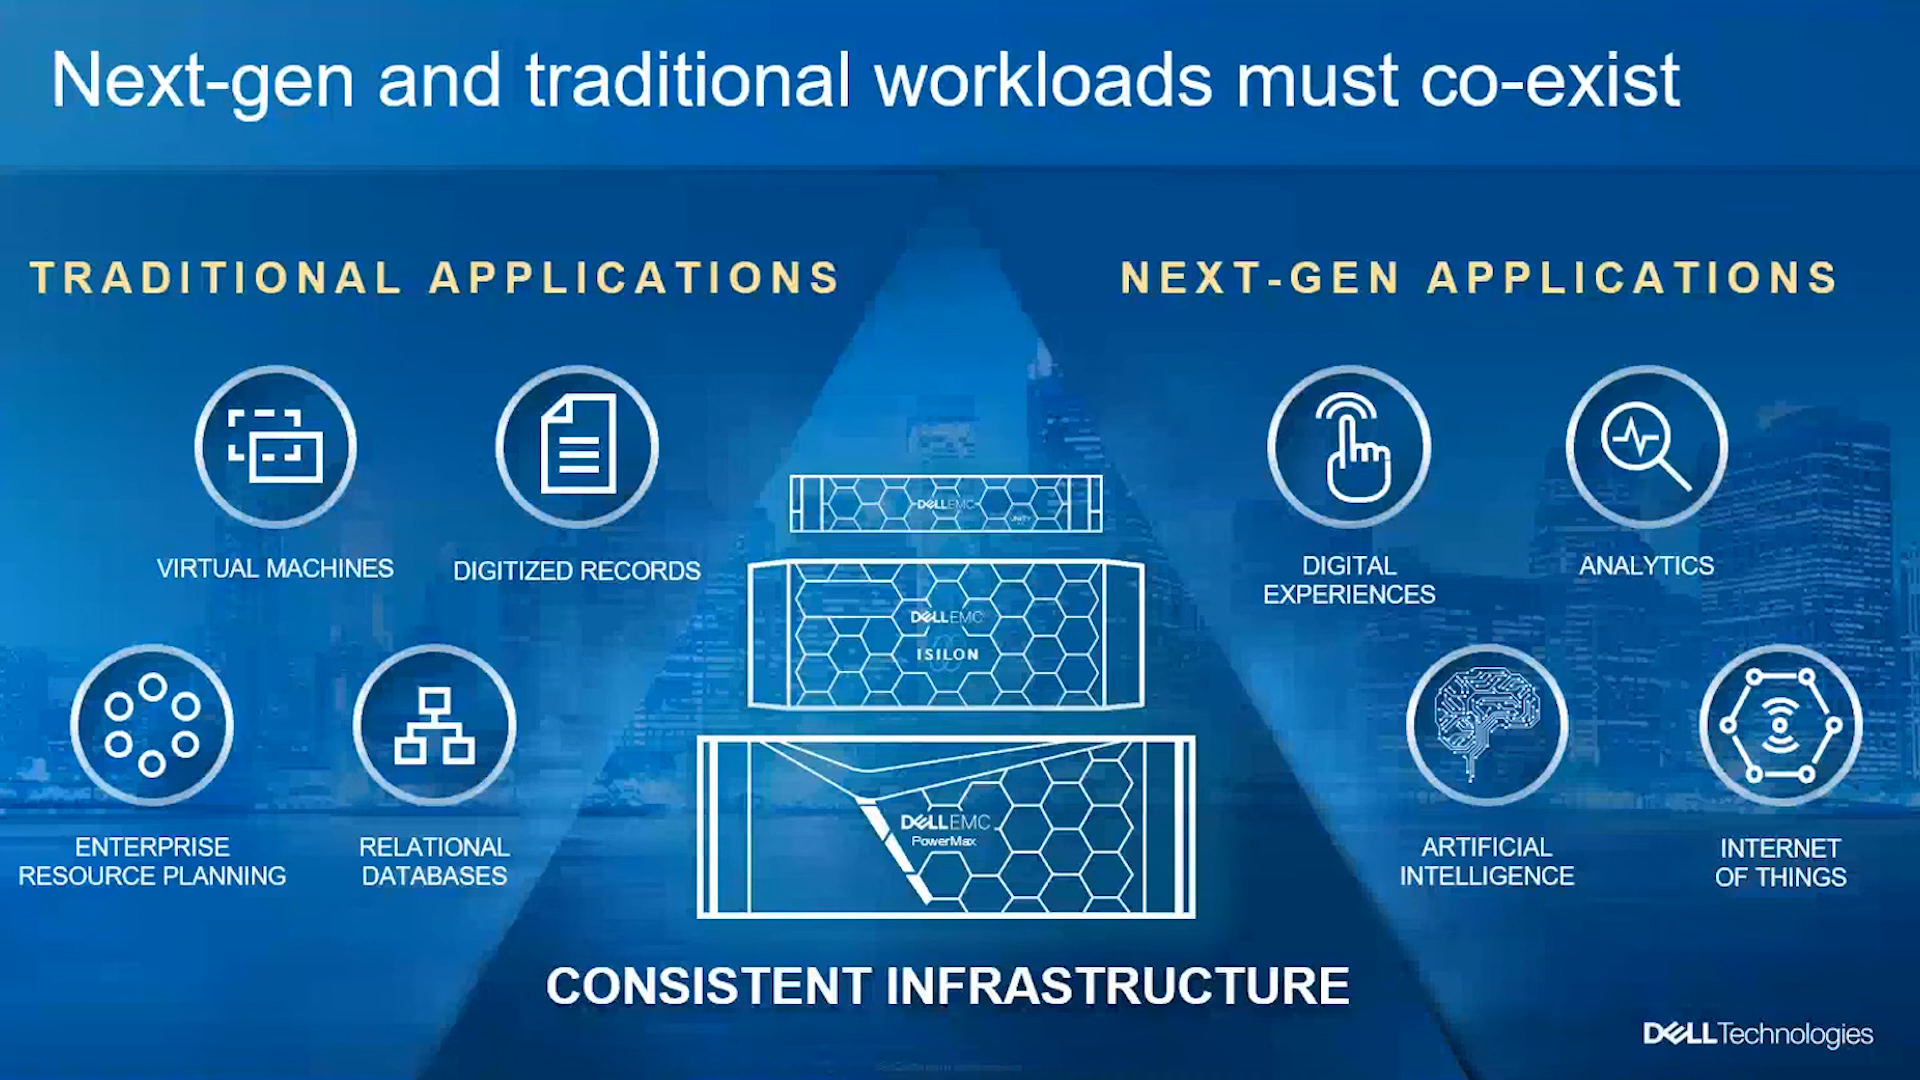 Next-gen and traditional workloads must co-exist
TRADITIONAL APPLICATIONS
VIRTUAL MACHINES
DIGITIZED RECORDS
ENTERPRISE
RESOURCE PLANNING
RELATIONAL
DATABASES
DELLEMC
UNITY
DELLEMC
ISILON
DELLEMC
PowerMax
CONSISTENT INFRASTRUCTURE
NEXT-GEN APPLICATIONS
DIGITAL
EXPERIENCES
ANALYTICS
ARTIFICIAL
INTELLIGENCE
INTERNET
OF THINGS
DELLTechnologies